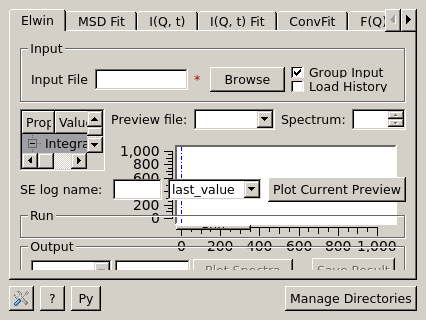 Elwin MSD Fit I(Q, t) I(Q, t) Fit ConvFit F(Q)
Input
Input File * Browse Group Input
Load History
Prop Value Preview file: Spectrum:
Integra
1,000
800
600
SE log name: last_value Plot Current Preview
200
0
Run
0 200 400 600 800 1,000
Output
Plot Spectra Save Result
? Py Manage Directories